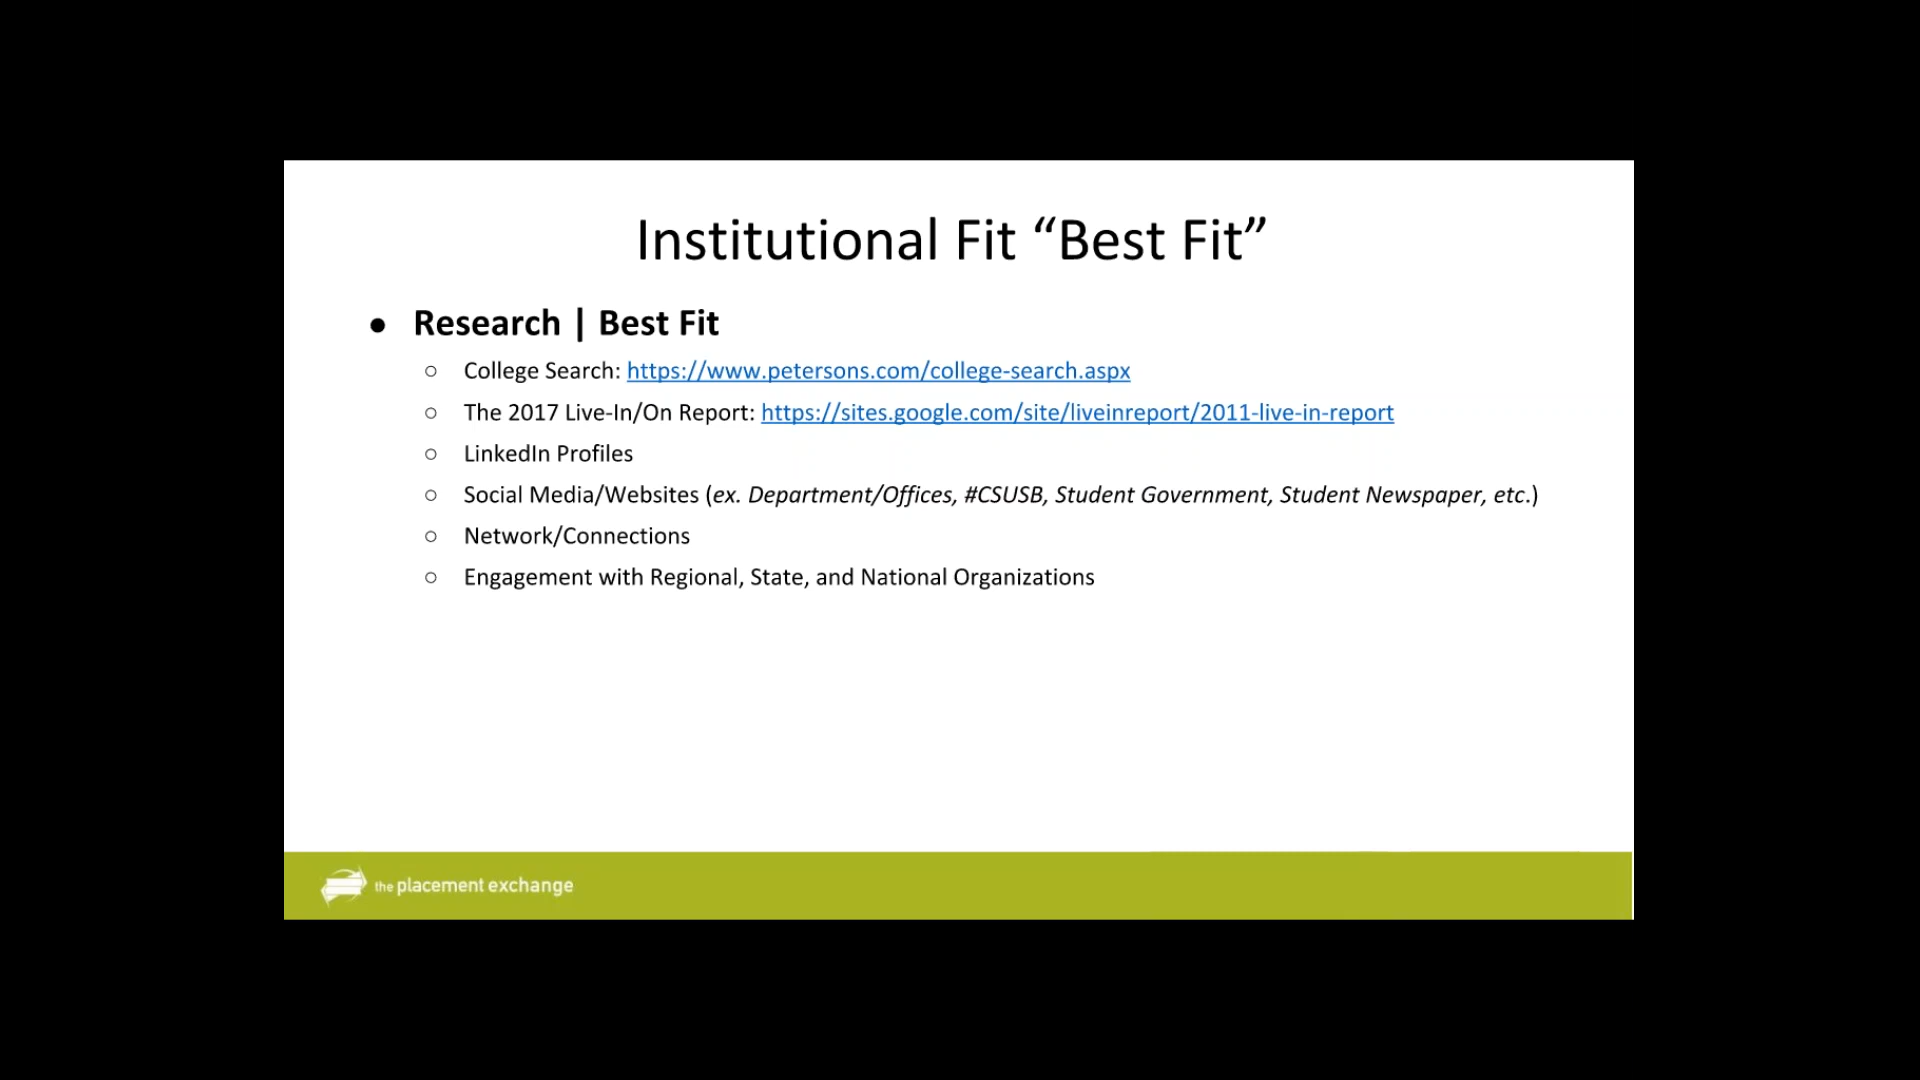 Institutional Fit “Best Fit”
● Research | Best Fit
○ College Search: https://www.petersons.com/college-search.aspx
○ The 2017 Live-In/On Report: https://sites.google.com/site/liveinreport/2011-live-in-report
○ LinkedIn Profiles
○ Social Media/Websites (ex. Department/Offices, #CSUSB, Student Government, Student Newspaper, etc.)
○ Network/Connections
○ Engagement with Regional, State, and National Organizations
the placement exchange